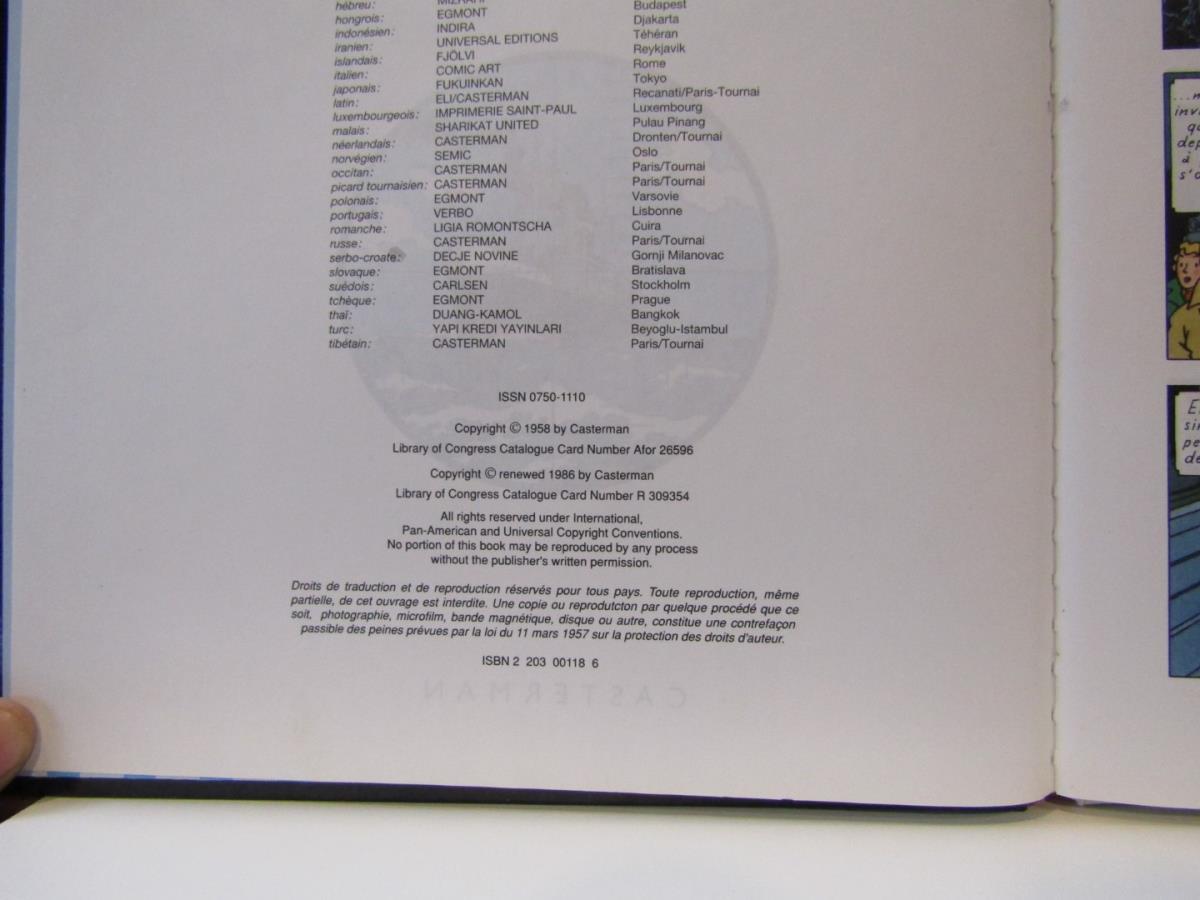 hébreu: MIZRAHI
hongrois: EGMONT Budapest
indonésien: INDIRA Djakarta
iranien: UNIVERSAL EDITIONS Téhéran
islandais: FJÖLVI Reykjavik
italien: COMIC ART Rome
japonais: FUKUINKAN Tokyo
latin: ELI/CASTERMAN Recanati/Paris-Tournai
luxembourgeois: IMPRIMERIE SAINT-PAUL Luxembourg
malais: SHARIKAT UNITED Pulau Pinang
néerlandais: CASTERMAN Dronten/Tournai
norvégien: SEMIC Oslo
occitan: CASTERMAN Paris/Tournai
picard tournaisien: CASTERMAN Paris/Tournai
polonais: EGMONT Varsovie
portugais: VERBO Lisbonne
romanche: LIGIA ROMONTSCHA Cuira
russe: CASTERMAN Paris/Tournai
serbo-croate: DECJE NOVINE Gornji Milanovac
slovaque: EGMONT Bratislava
suédois: CARLSEN Stockholm
tchèque: EGMONT Prague
thaï: DUANG-KAMOL Bangkok
turc: YAPI KREDI YAYINLARI Beyoglu-Istambul
tibétain: CASTERMAN Paris/Tournai
ISSN 0750-1110
Copyright © 1958 by Casterman
Library of Congress Catalogue Card Number Afor 26596
Copyright © renewed 1986 by Casterman
Library of Congress Catalogue Card Number R 309354
All rights reserved under International,
Pan-American and Universal Copyright Conventions.
No portion of this book may be reproduced by any process
without the publisher's written permission.
Droits de traduction et de reproduction réservés pour tous pays. Toute reproduction, même
partielle, de cet ouvrage est interdite. Une copie ou reprodutcton par quelque procédé que ce
soit, photographie, microfilm, bande magnétique, disque ou autre, constitue une contrefaçon
passible des peines prévues par la loi du 11 mars 1957 sur la protection des droits d'auteur.
ISBN 2 203 00118 6